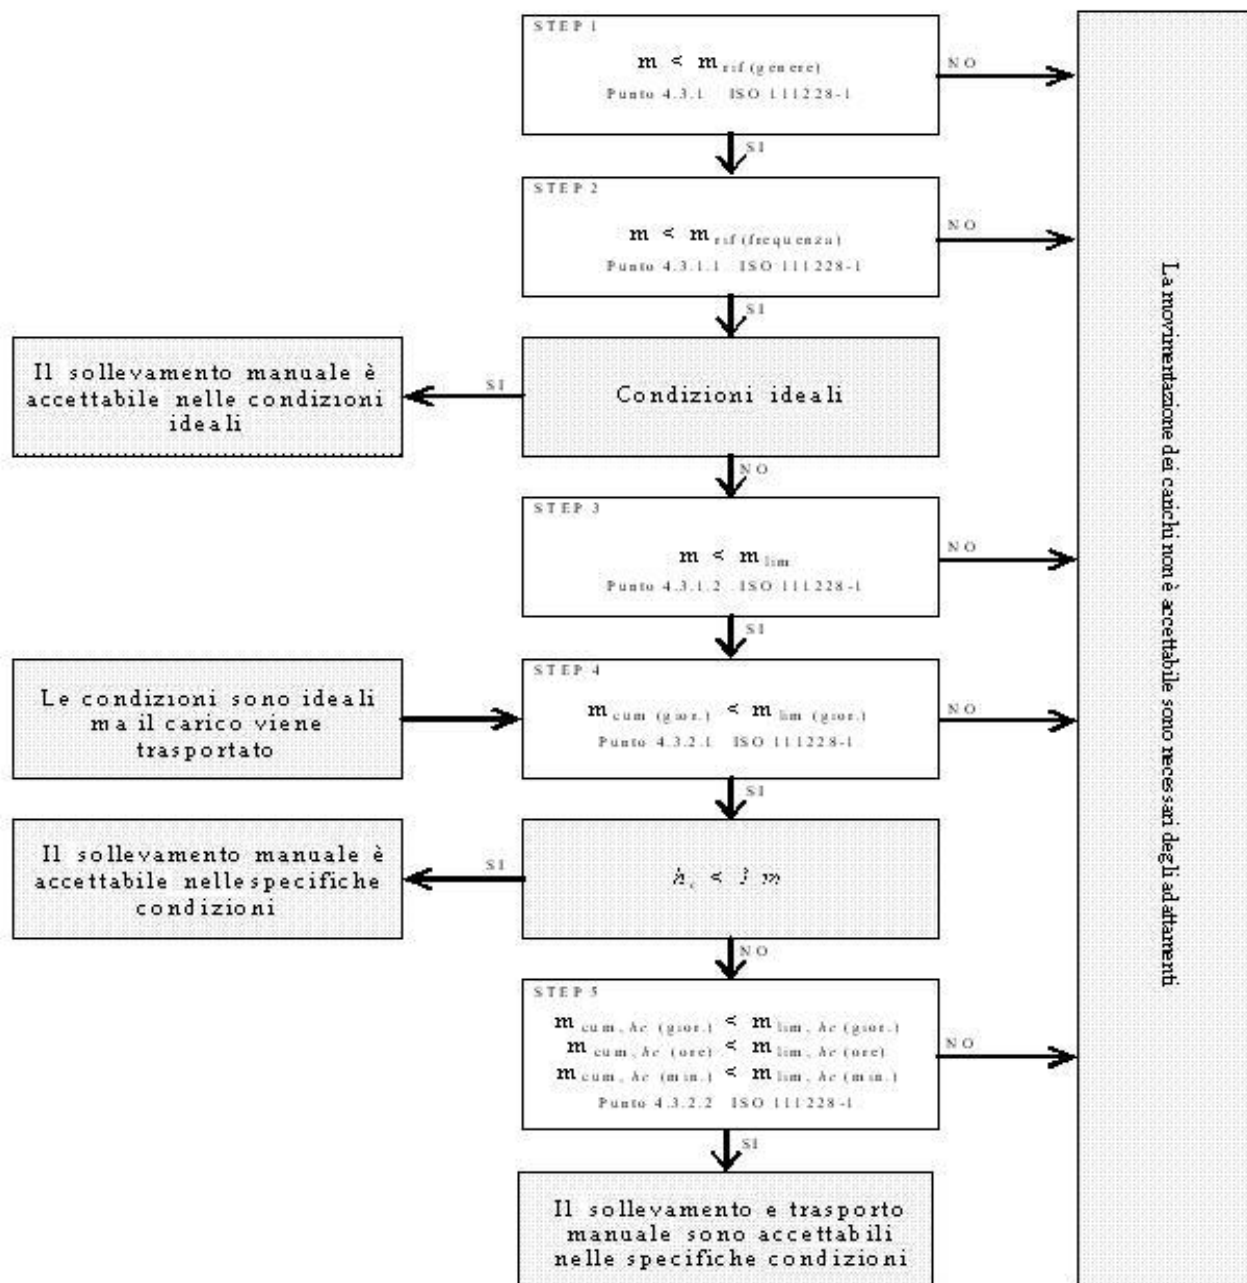 STEP 1
m < m rif (genere)
Punto 4.3.1 ISO 111228-1
NO
SI
STEP 2
m < m rif (frequenza)
Punto 4.3.1.1 ISO 111228-1
NO
SI
Il sollevamento manuale è
accettabile nelle condizioni
ideali
SI
Condizioni ideali
NO
STEP 3
m < m lim
Punto 4.3.1.2 ISO 111228-1
NO
SI
Le condizioni sono ideali
ma il carico viene
trasportato
STEP 4
m cum (gior.) < m lim (gior.)
Punto 4.3.2.1 ISO 111228-1
NO
SI
Il sollevamento manuale è
accettabile nelle specifiche
condizioni
SI
h c < 1 m
NO
STEP 5
m cum, hc (gior.) < m lim, hc (gior.)
m cum, hc (ore) < m lim, hc (ore)
m cum, hc (min.) < m lim, hc (min.)
Punto 4.3.2.2 ISO 111228-1
NO
SI
Il sollevamento e trasporto
manuale sono accettabili
nelle specifiche condizioni
La movimentazione dei carichi non è accettabile sono necessari degli adattamenti